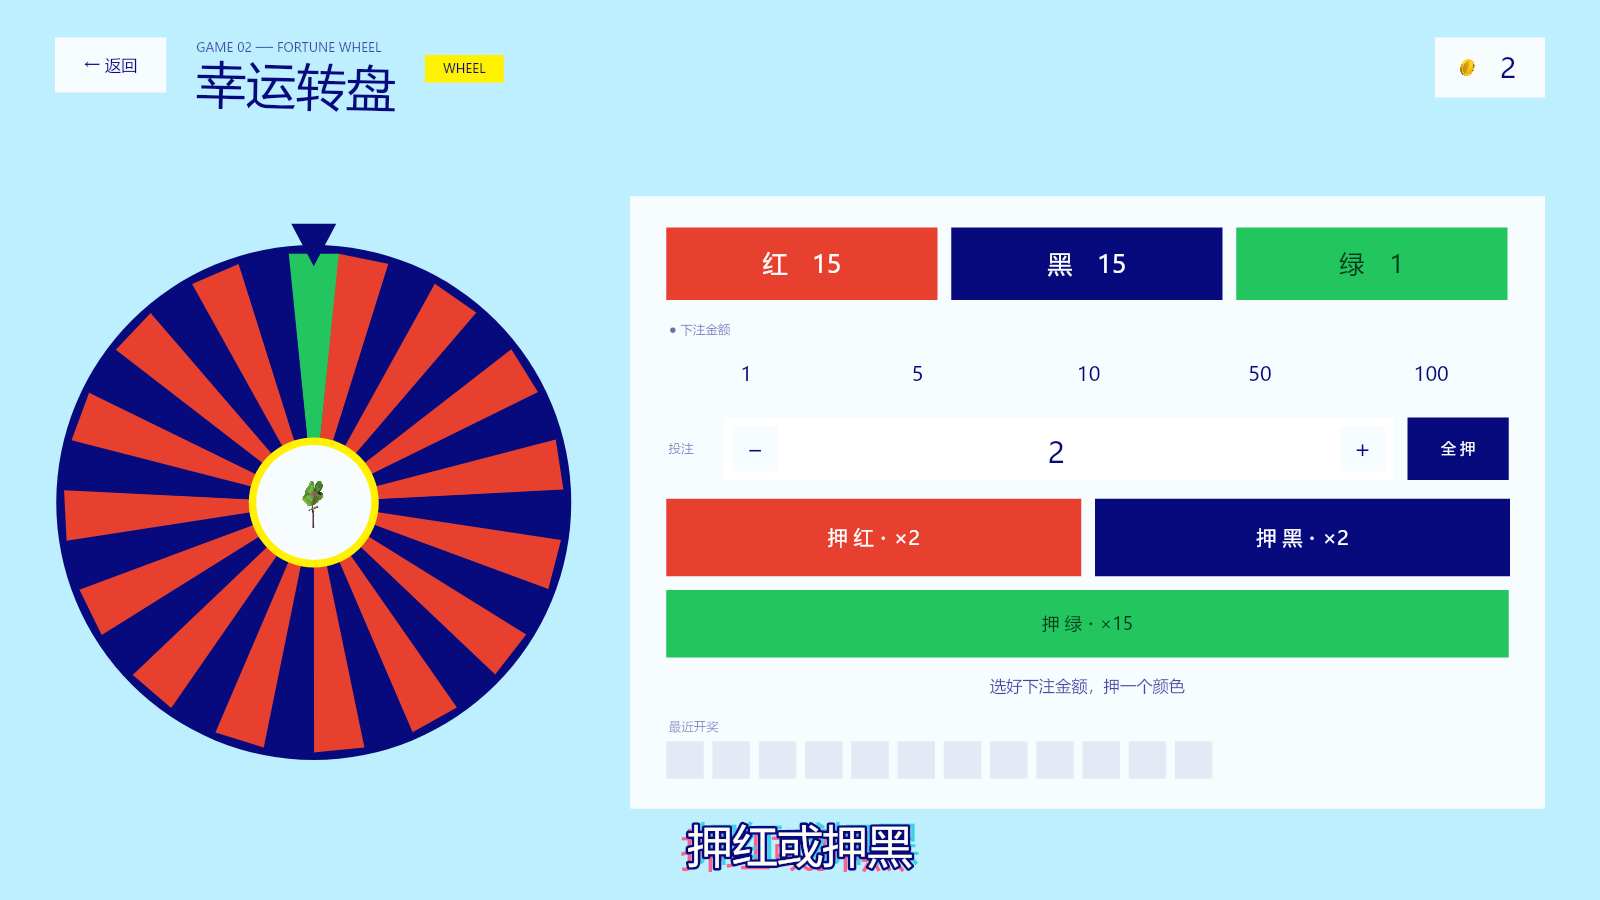 ← 返回
GAME 02 — FORTUNE WHEEL
幸运转盘
WHEEL
2
红 15
黑 15
绿 1
● 下注金额
1 5 10 50 100
投注
− 2 +
全 押
押 红 · ×2
押 黑 · ×2
押 绿 · ×15
选好下注金额，押一个颜色
最近开奖
押红或押黑